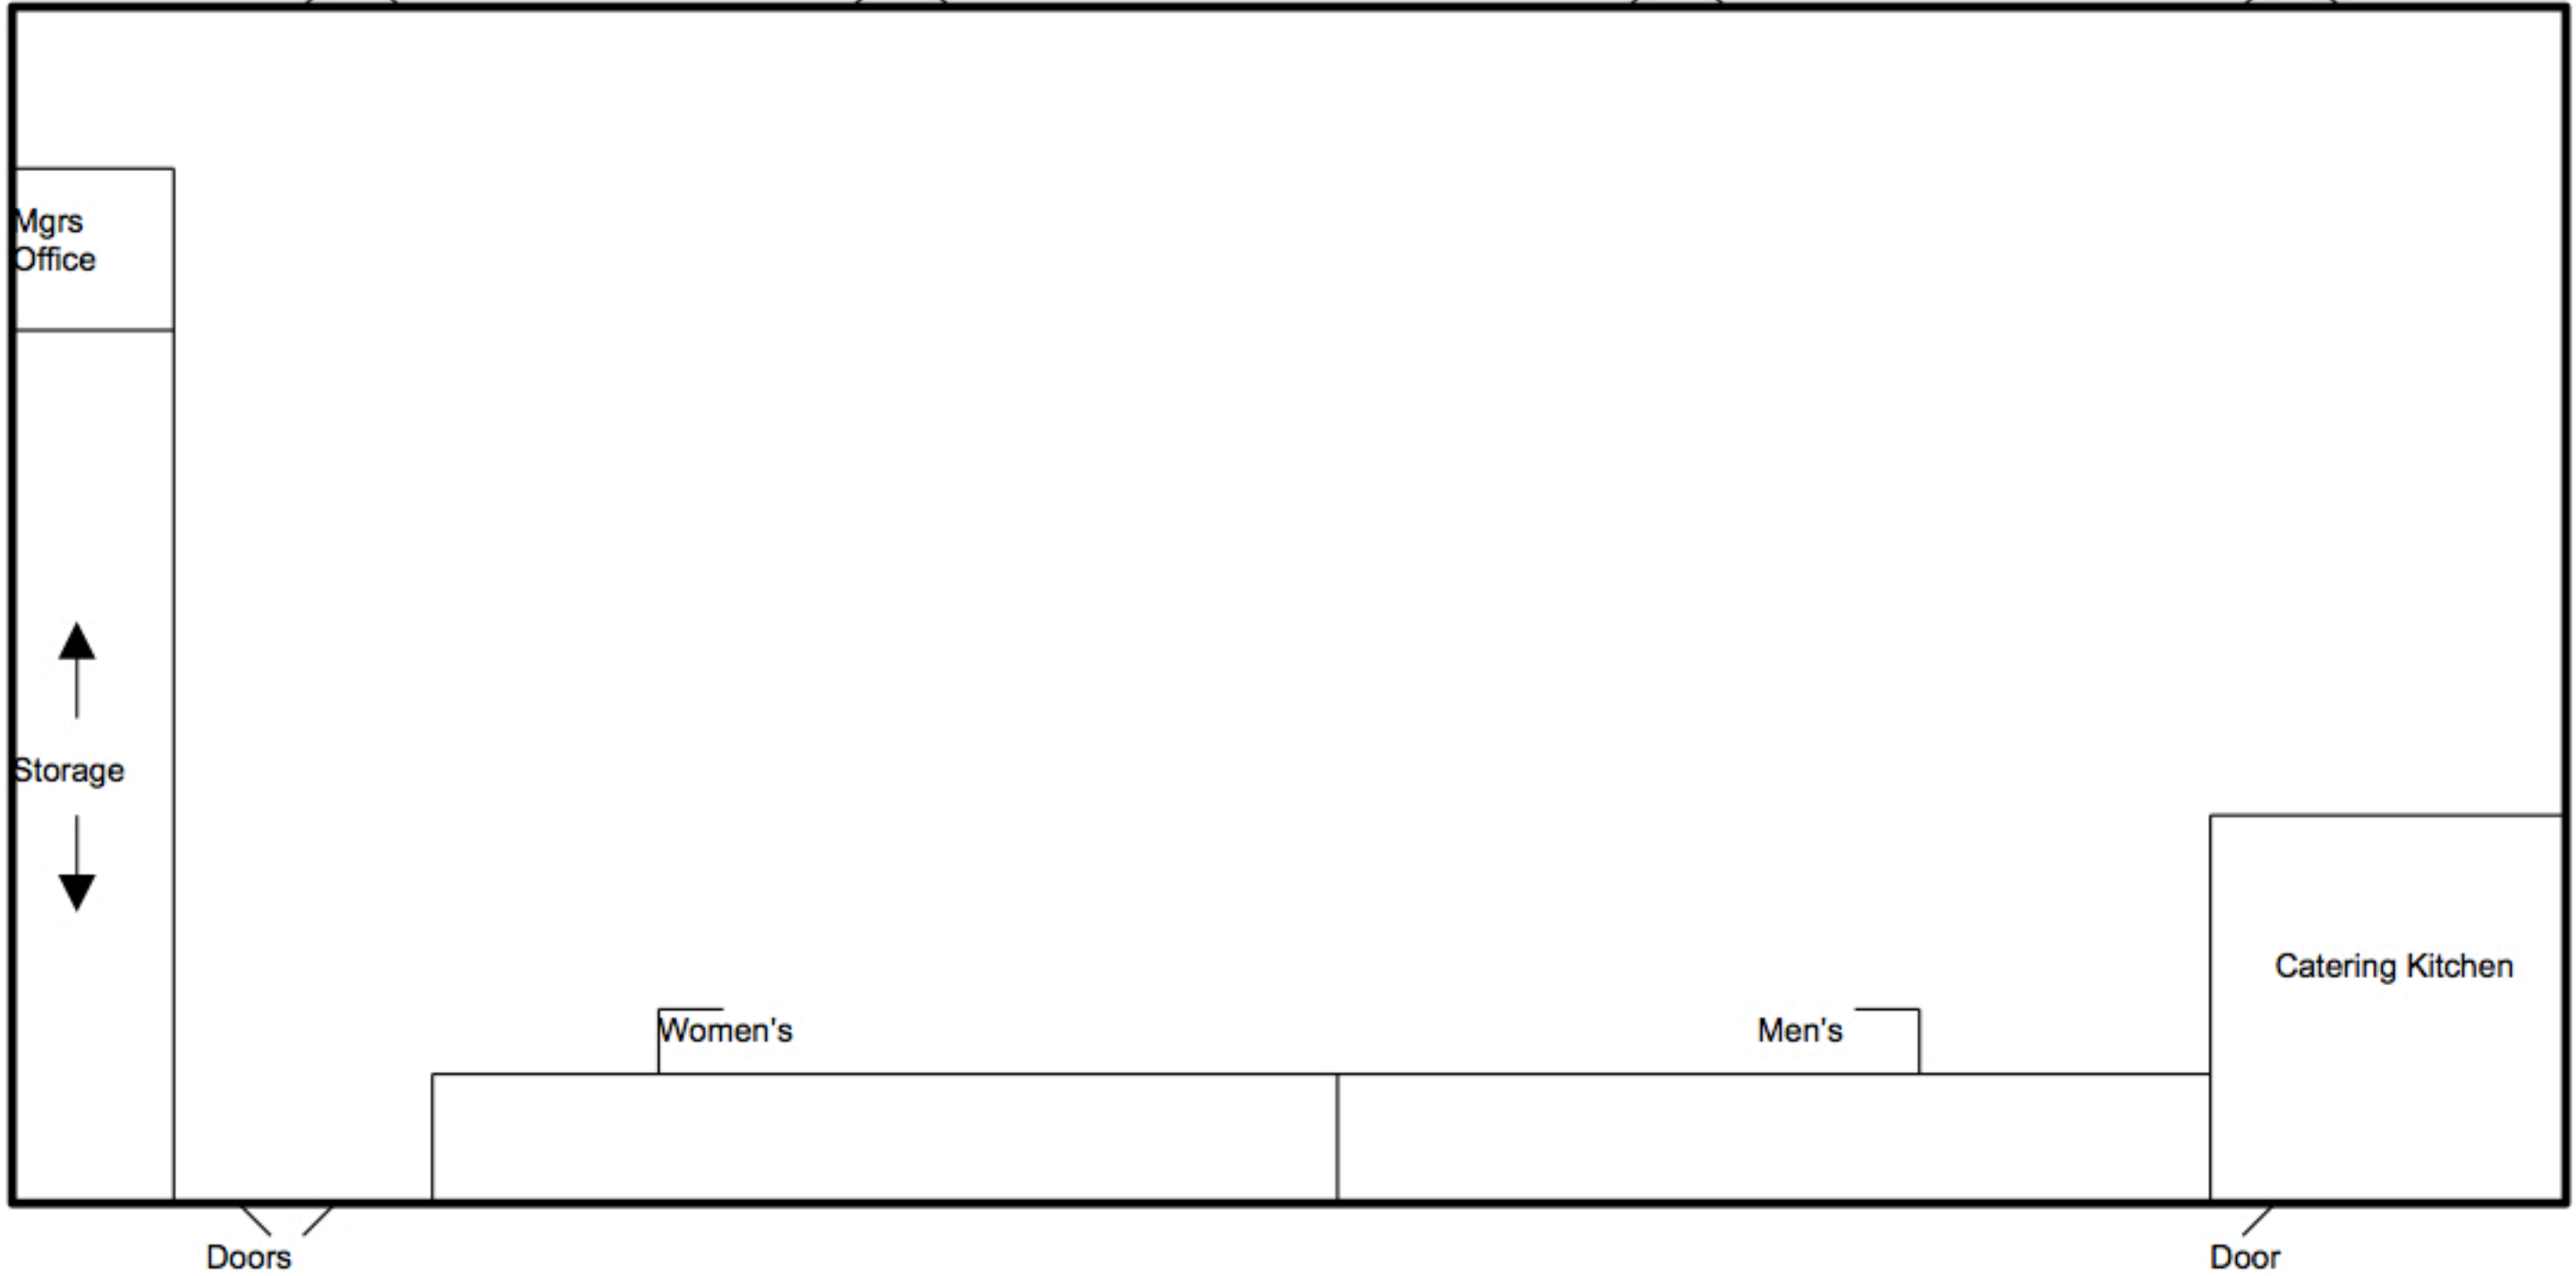 Mgrs
Office
Storage
Catering Kitchen
Women's
Men's
Doors
Door